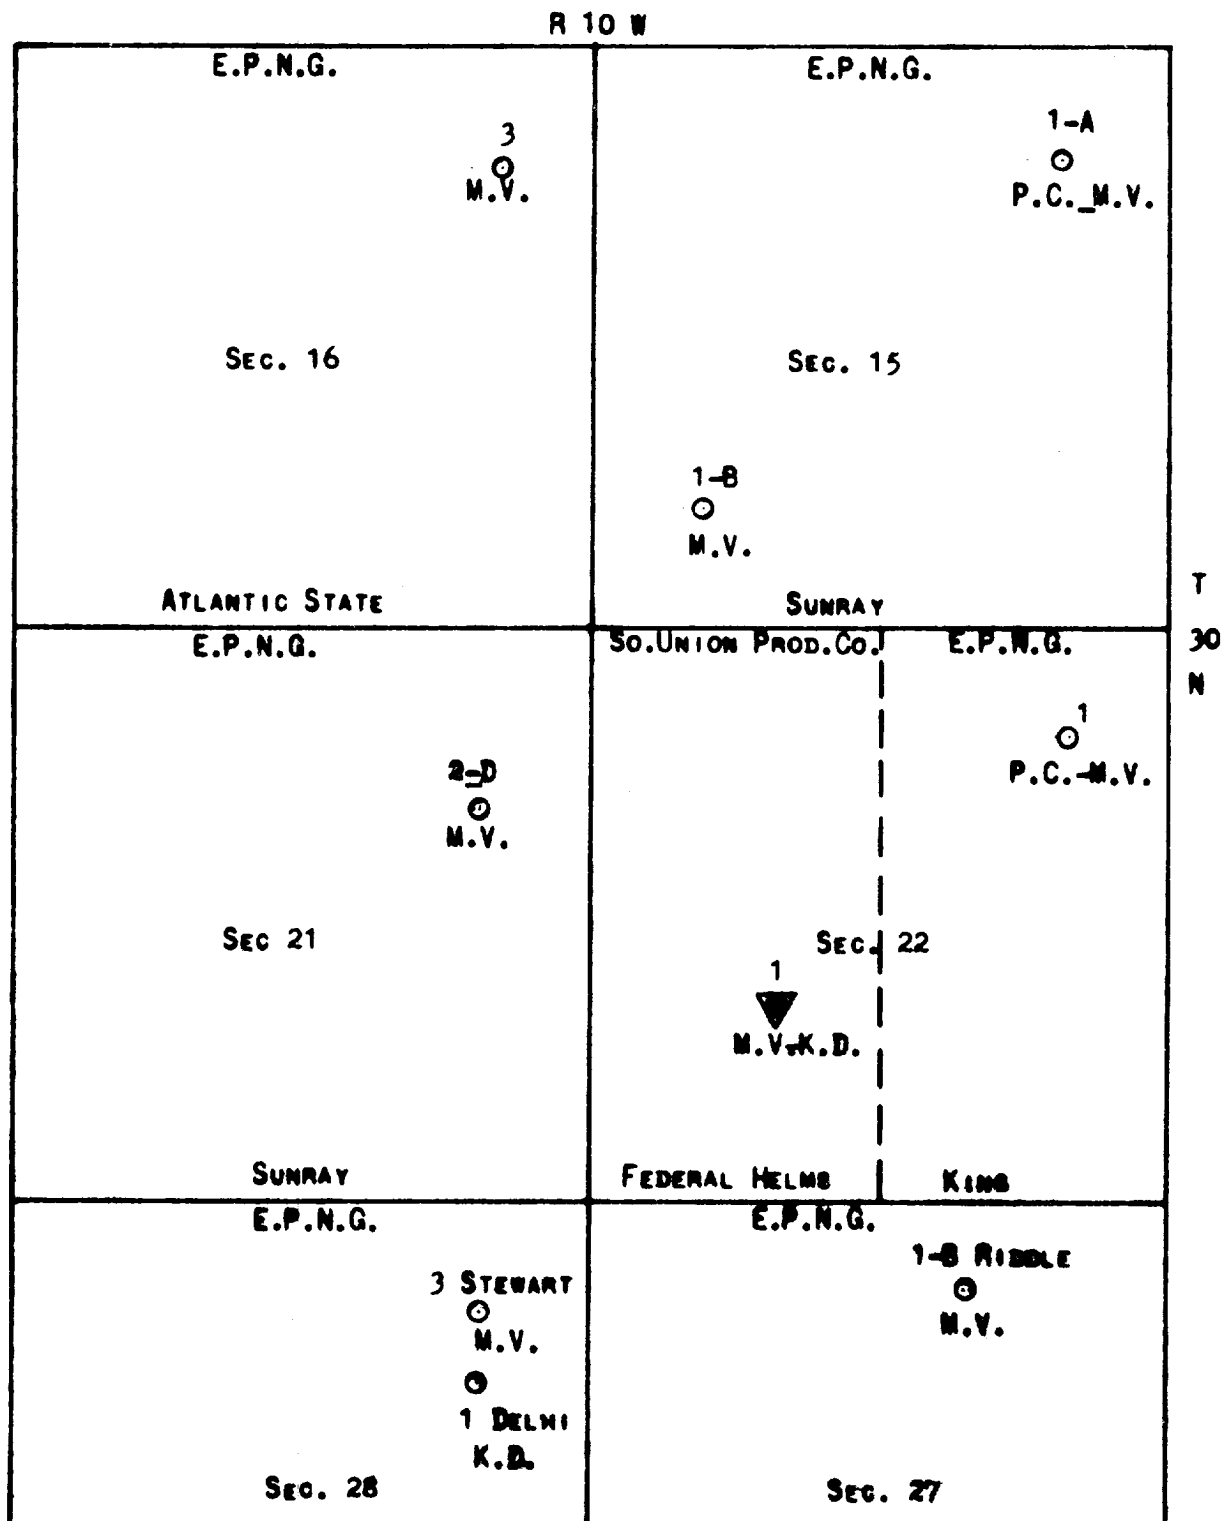 R 10 W
E.P.N.G.
E.P.N.G.
3
M.V.
1-A
P.C._M.V.
SEC. 16
SEC. 15
1-B
M.V.
ATLANTIC STATE
SUNRAY
T
30
N
E.P.N.G.
SO.UNION PROD.CO.
E.P.N.G.
1
P.C.-M.V.
2-D
M.V.
SEC 21
SEC. 22
1
M.V-K.D.
SUNRAY
FEDERAL HELMS
KING
E.P.N.G.
E.P.N.G.
3 STEWART
M.V.
1 DELHI
K.D.
1-B RIDDLE
M.V.
SEC. 28
SEC. 27